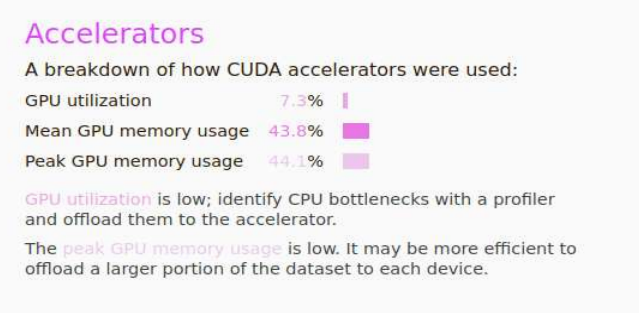 Accelerators
A breakdown of how CUDA accelerators were used:
GPU utilization 7.3%
Mean GPU memory usage 43.8%
Peak GPU memory usage 44.1%
GPU utilization is low; identify CPU bottlenecks with a profiler
and offload them to the accelerator.
The peak GPU memory usage is low. It may be more efficient to
offload a larger portion of the dataset to each device.